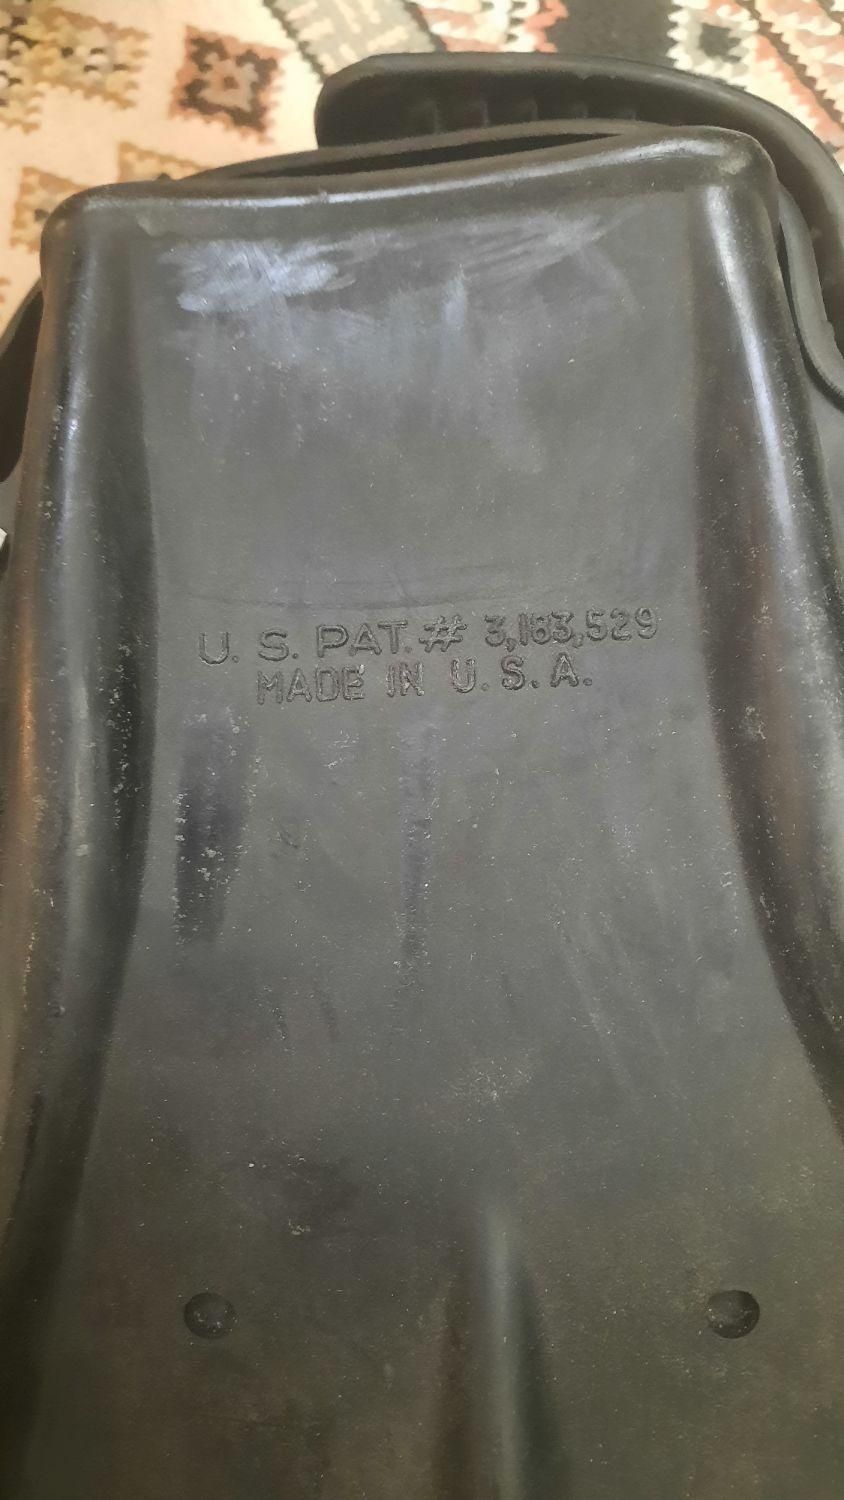 U. S. PAT. # 3,183,529
MADE IN U.S.A.